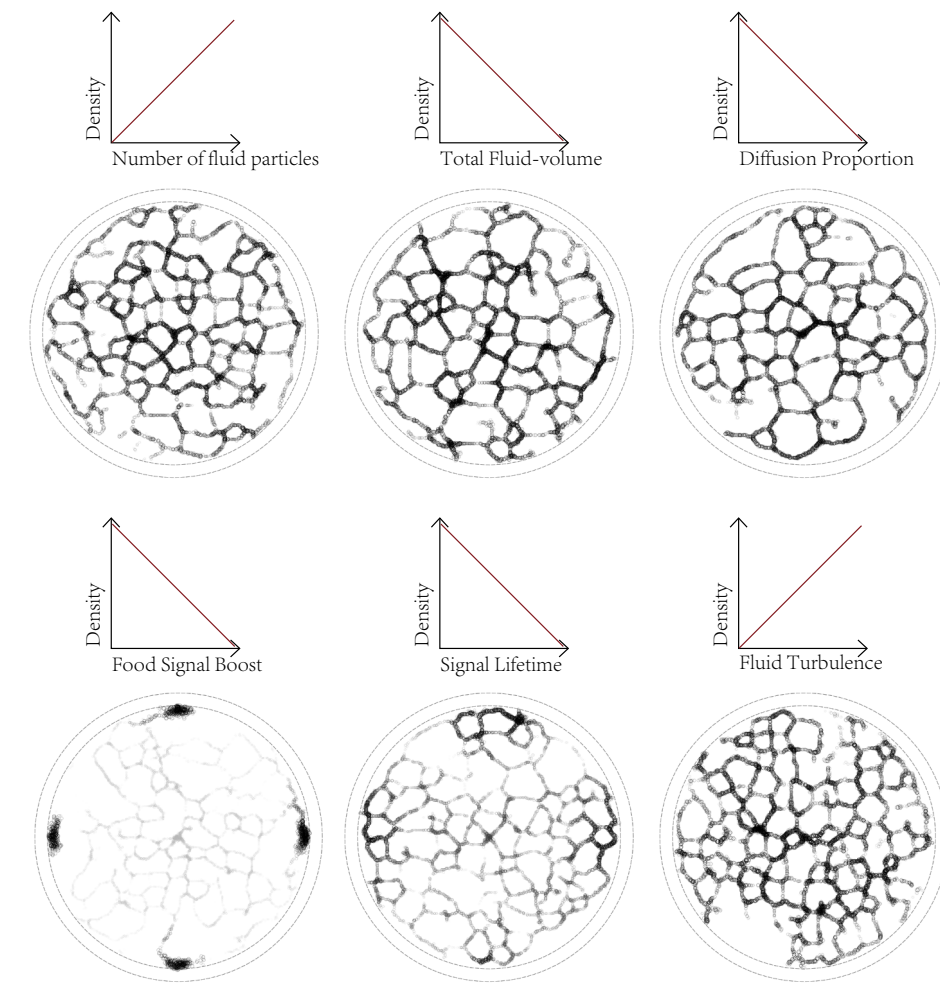 Density
Number of fluid particles
Density
Total Fluid-volume
Density
Diffusion Proportion
Density
Food Signal Boost
Density
Signal Lifetime
Density
Fluid Turbulence